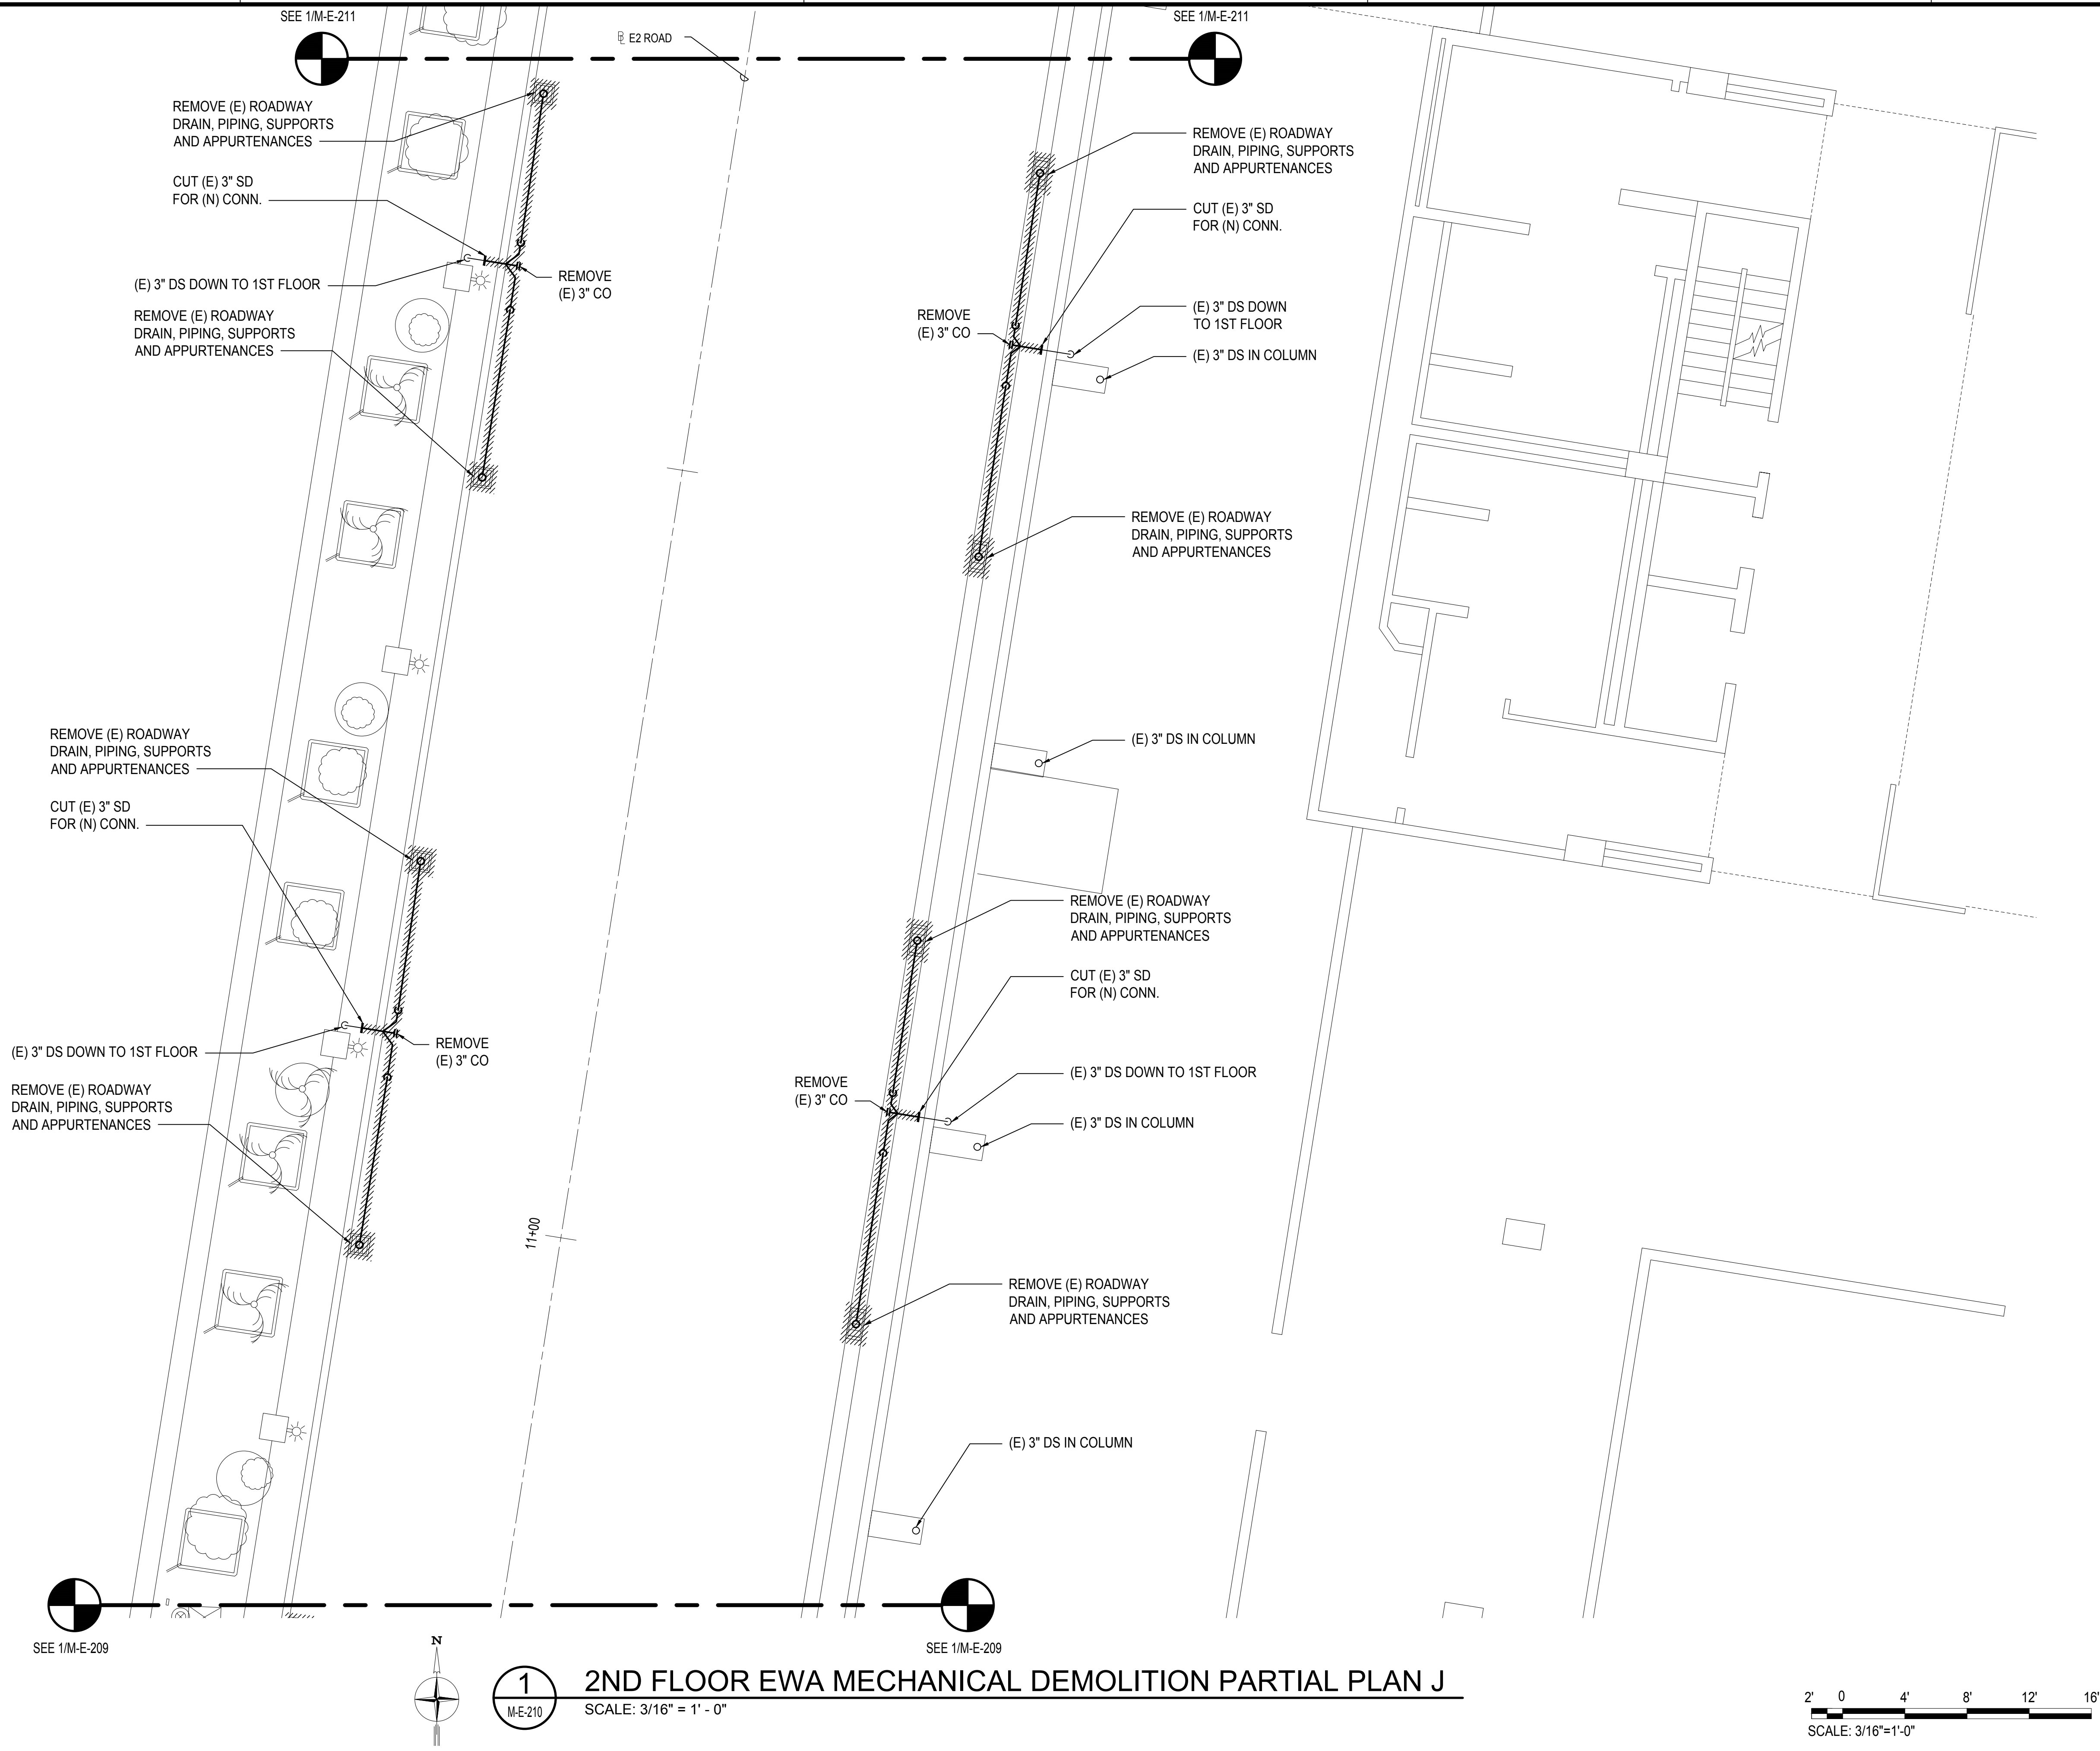 SEE 1/M-E-211
SEE 1/M-E-211
E2 ROAD
REMOVE (E) ROADWAY
DRAIN, PIPING, SUPPORTS
AND APPURTENANCES
CUT (E) 3" SD
FOR (N) CONN.
(E) 3" DS DOWN TO 1ST FLOOR
REMOVE
(E) 3" CO
REMOVE (E) ROADWAY
DRAIN, PIPING, SUPPORTS
AND APPURTENANCES
REMOVE (E) ROADWAY
DRAIN, PIPING, SUPPORTS
AND APPURTENANCES
CUT (E) 3" SD
FOR (N) CONN.
REMOVE
(E) 3" CO
(E) 3" DS DOWN
TO 1ST FLOOR
(E) 3" DS IN COLUMN
REMOVE (E) ROADWAY
DRAIN, PIPING, SUPPORTS
AND APPURTENANCES
REMOVE (E) ROADWAY
DRAIN, PIPING, SUPPORTS
AND APPURTENANCES
CUT (E) 3" SD
FOR (N) CONN.
(E) 3" DS DOWN TO 1ST FLOOR
REMOVE
(E) 3" CO
REMOVE (E) ROADWAY
DRAIN, PIPING, SUPPORTS
AND APPURTENANCES
11+00
(E) 3" DS IN COLUMN
REMOVE (E) ROADWAY
DRAIN, PIPING, SUPPORTS
AND APPURTENANCES
CUT (E) 3" SD
FOR (N) CONN.
REMOVE
(E) 3" CO
(E) 3" DS DOWN TO 1ST FLOOR
(E) 3" DS IN COLUMN
REMOVE (E) ROADWAY
DRAIN, PIPING, SUPPORTS
AND APPURTENANCES
(E) 3" DS IN COLUMN
SEE 1/M-E-209
SEE 1/M-E-209
N
1
M-E-210
2ND FLOOR EWA MECHANICAL DEMOLITION PARTIAL PLAN J
SCALE: 3/16" = 1' - 0"
2' 0 4' 8' 12' 16'
SCALE: 3/16"=1'-0"